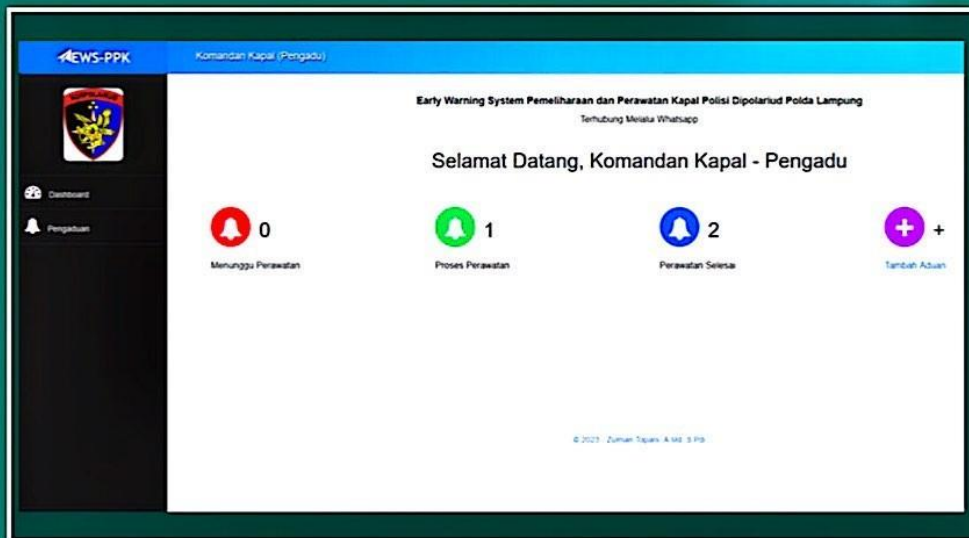 EWS-PPK
Komandan Kapal (Pengadu)
Early Warning System Pemeliharaan dan Perawatan Kapal Polisi Dipolariud Polda Lampung
Terhubung Melalui Whatsapp
Selamat Datang, Komandan Kapal - Pengadu
Dashboard
Pengaduan
0
Menunggu Perawatan
1
Proses Perawatan
2
Perawatan Selesai
+
Tambah Aduan